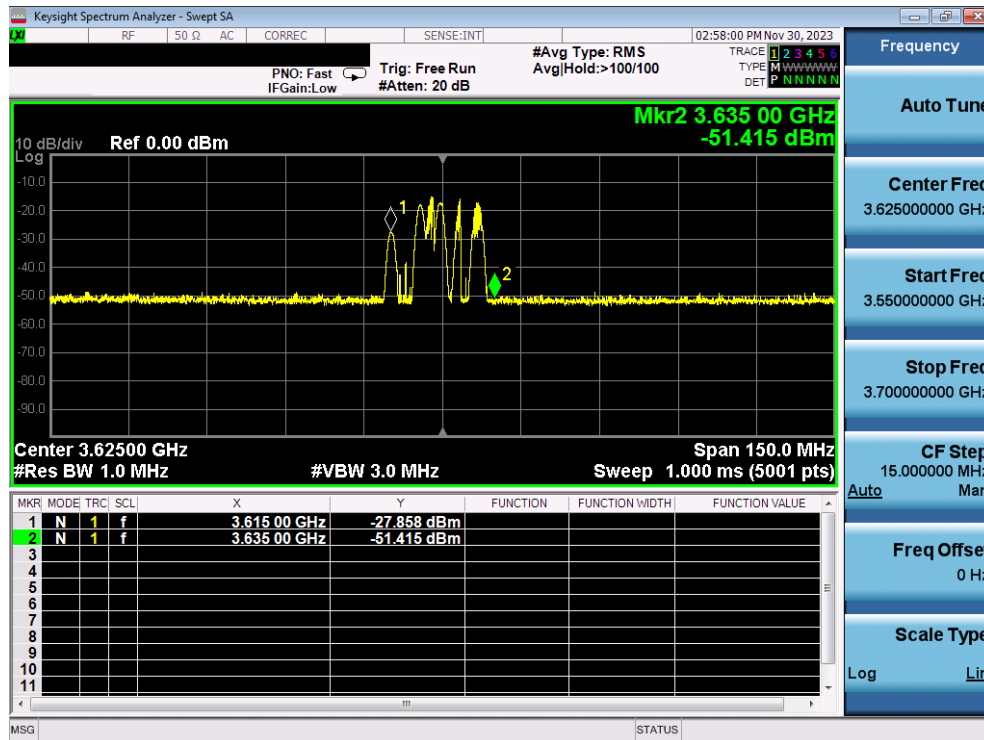 Keysight Spectrum Analyzer - Swept SA
LXI RF 50 Ω AC CORREC SENSE:INT 02:58:00 PM Nov 30, 2023
PNO: Fast
IFGain:Low
Trig: Free Run
#Atten: 20 dB
#Avg Type: RMS
Avg|Hold:>100/100
TRACE 1 2 3 4 5 6
TYPE M W W W W W
DET P N N N N N
Mkr2 3.635 00 GHz
-51.415 dBm
10 dB/div Ref 0.00 dBm
Log
-10.0
-20.0
-30.0
-40.0
-50.0
-60.0
-70.0
-80.0
-90.0
1
2
Center 3.62500 GHz Span 150.0 MHz
#Res BW 1.0 MHz #VBW 3.0 MHz Sweep 1.000 ms (5001 pts)
MKR MODE TRC SCL X Y FUNCTION FUNCTION WIDTH FUNCTION VALUE
1 N 1 f 3.615 00 GHz -27.858 dBm
2 N 1 f 3.635 00 GHz -51.415 dBm
3
4
5
6
7
8
9
10
11
MSG STATUS
Frequency
Auto Tune
Center Freq
3.625000000 GHz
Start Freq
3.550000000 GHz
Stop Freq
3.700000000 GHz
CF Step
15.000000 MHz
Auto Man
Freq Offset
0 Hz
Scale Type
Log Lin